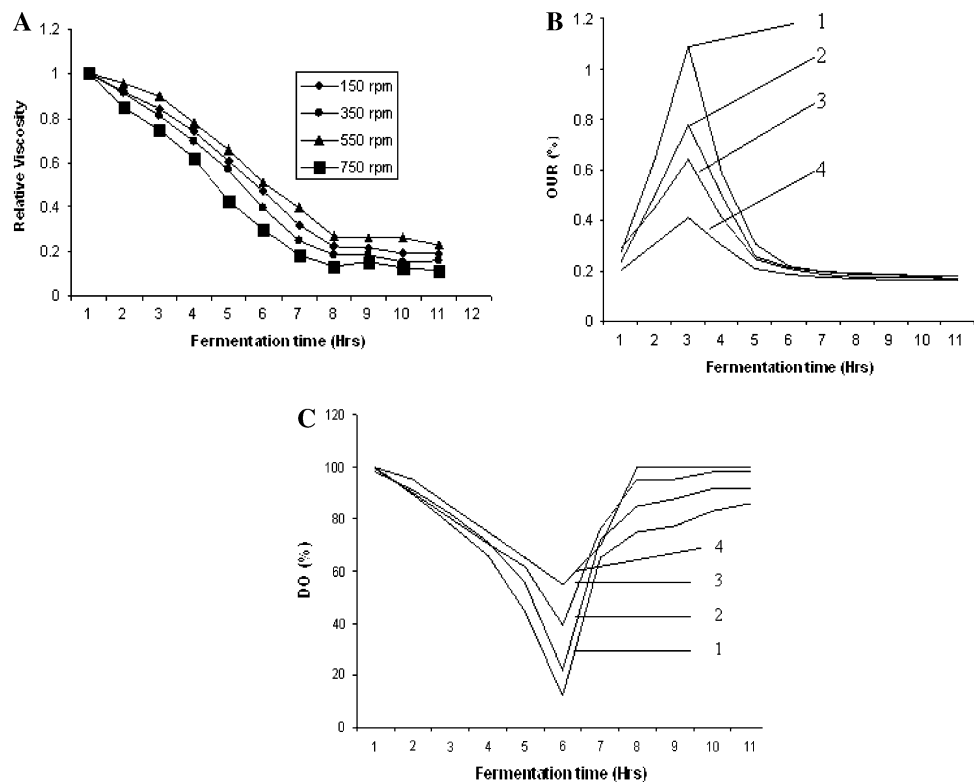 A
1.2
1
0.8
0.6
0.4
0.2
0
Relative Viscosity
150 rpm
350 rpm
550 rpm
750 rpm
1 2 3 4 5 6 7 8 9 10 11 12
Fermentation time (Hrs)
B
1.2
1
0.8
0.6
0.4
0.2
0
OUR (%)
1
2
3
4
1 2 3 4 5 6 7 8 9 10 11
Fermentation time (Hrs)
C
120
100
80
60
40
20
0
DO (%)
4
3
2
1
1 2 3 4 5 6 7 8 9 10 11
Fermentation time (Hrs)